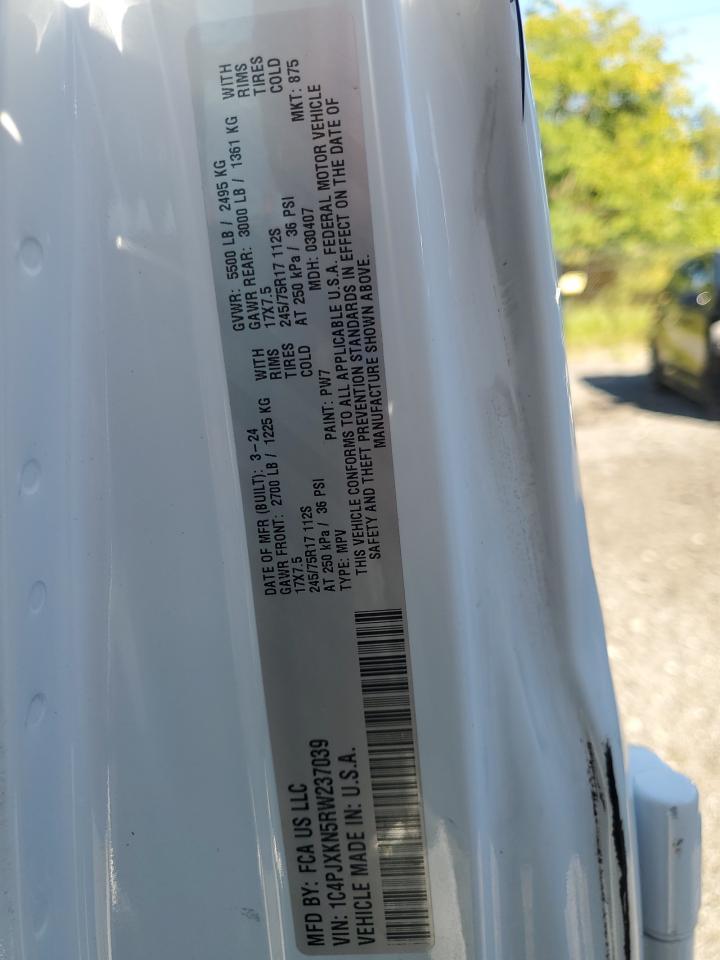 MFD BY: FCA US LLC
VIN: 1C4PJXKN5RW237039
VEHICLE MADE IN: U.S.A.
DATE OF MFR (BUILT): 3-24 GVWR: 5500 LB / 2495 KG
GAWR FRONT: 2700 LB / 1225 KG WITH GAWR REAR: 3000 LB / 1361 KG WITH
17X7.5 RIMS 17X7.5 RIMS
245/75R17 112S TIRES 245/75R17 112S TIRES
AT 250 kPa / 36 PSI COLD AT 250 kPa / 36 PSI COLD
TYPE: MPV PAINT: PW7 MDH: 030407 MKT: 875
THIS VEHICLE CONFORMS TO ALL APPLICABLE U.S.A. FEDERAL MOTOR VEHICLE
SAFETY AND THEFT PREVENTION STANDARDS IN EFFECT ON THE DATE OF
MANUFACTURE SHOWN ABOVE.